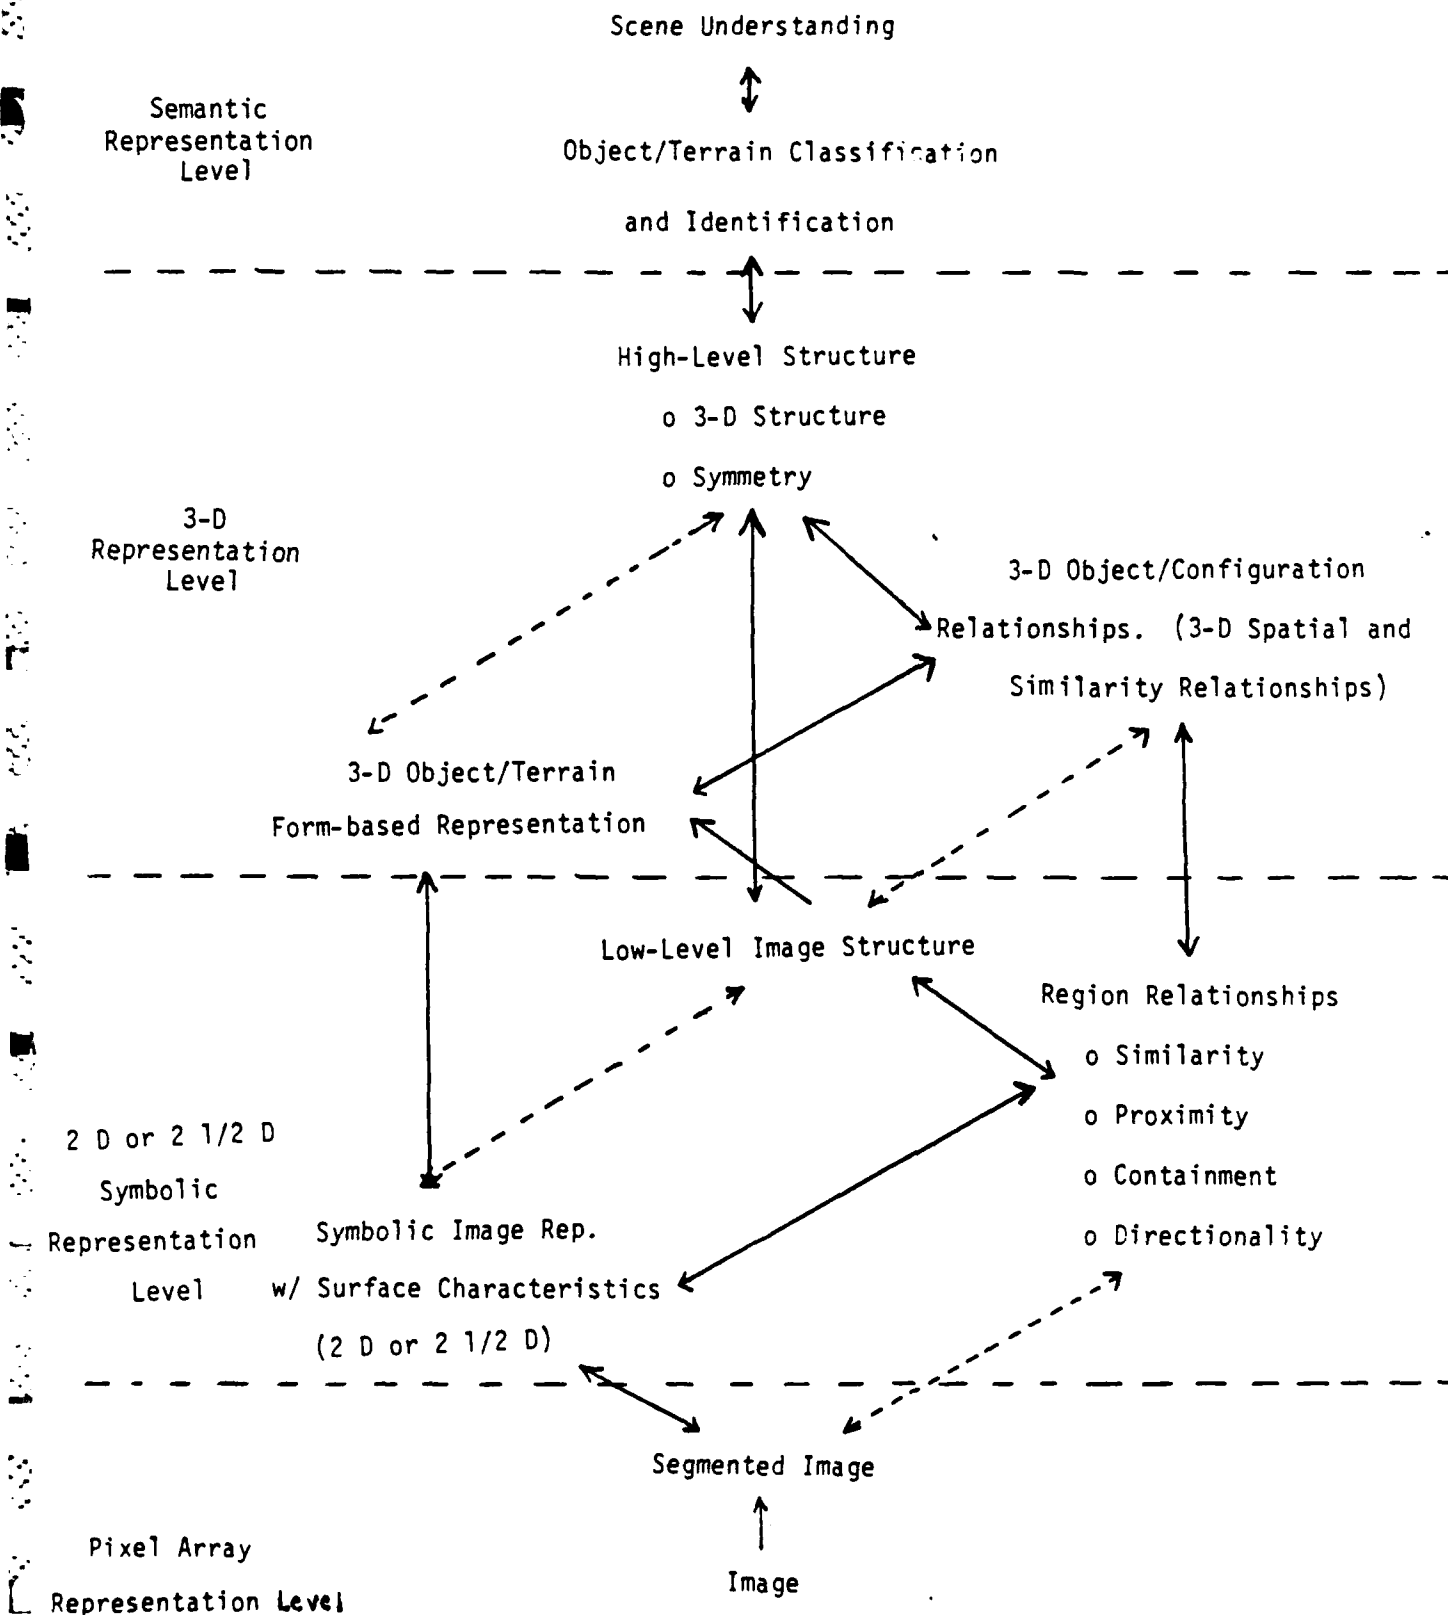 Scene Understanding
Semantic
Representation
Level
Object/Terrain Classification
and Identification
High-Level Structure
o 3-D Structure
o Symmetry
3-D
Representation
Level
3-D Object/Configuration
Relationships. (3-D Spatial and
Similarity Relationships)
3-D Object/Terrain
Form-based Representation
Low-Level Image Structure
Region Relationships
o Similarity
o Proximity
o Containment
o Directionality
2 D or 2 1/2 D
Symbolic
Representation
Level
Symbolic Image Rep.
w/ Surface Characteristics
(2 D or 2 1/2 D)
Segmented Image
Pixel Array
Representation Level
Image